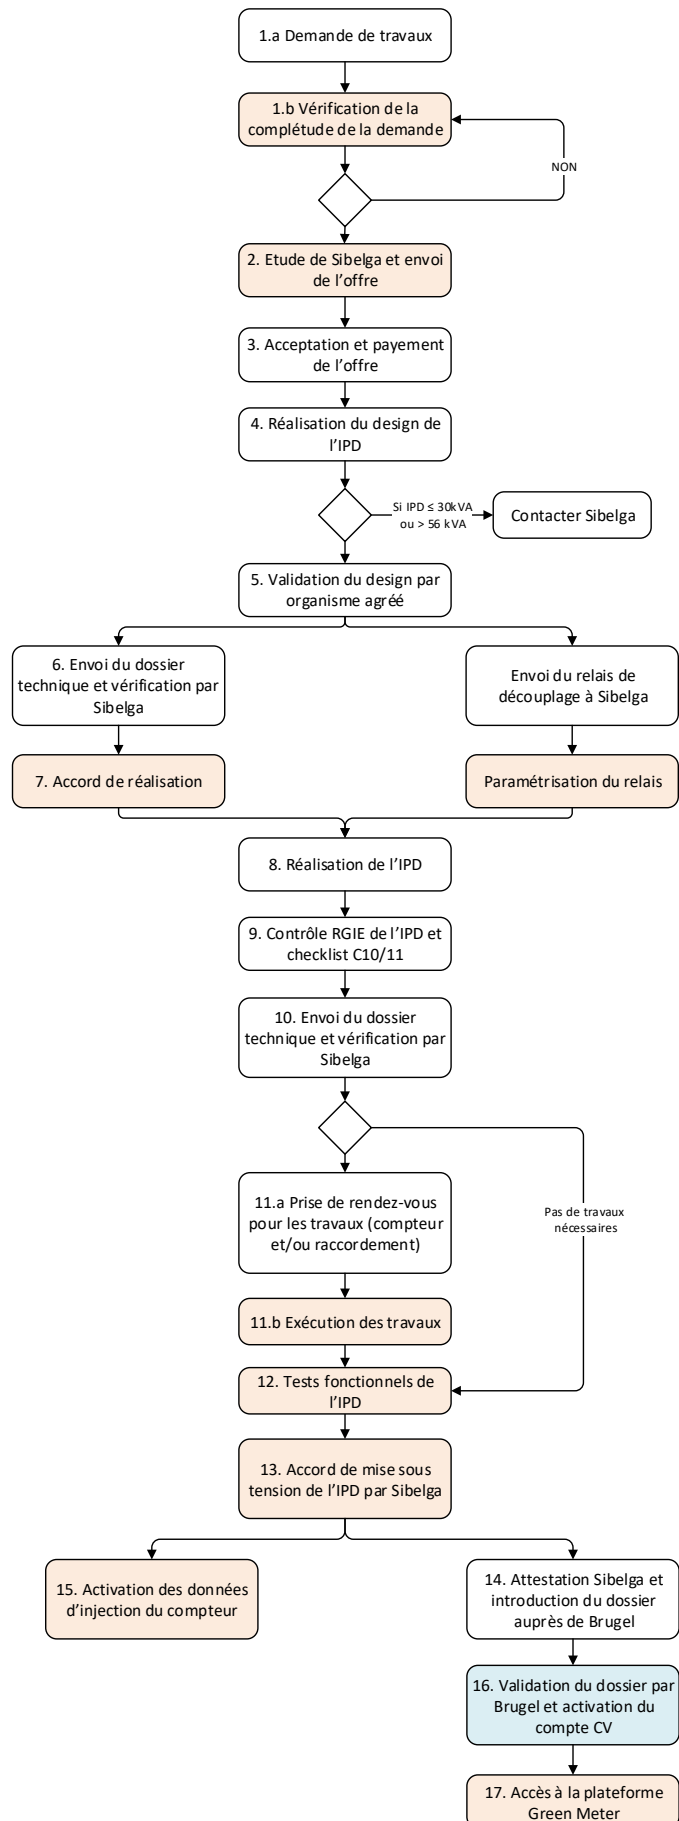 1.a Demande de travaux
1.b Vérification de la
complétude de la demande
NON
2. Etude de Sibelga et envoi
de l'offre
3. Acceptation et payement
de l'offre
4. Réalisation du design de
l'IPD
Si IPD ≤ 30kVA
ou > 56 kVA
Contacter Sibelga
5. Validation du design par
organisme agréé
6. Envoi du dossier
technique et vérification par
Sibelga
Envoi du relais de
découplage à Sibelga
7. Accord de réalisation
Paramétrisation du relais
8. Réalisation de l'IPD
9. Contrôle RGIE de l'IPD et
checklist C10/11
10. Envoi du dossier
technique et vérification par
Sibelga
11.a Prise de rendez-vous
pour les travaux (compteur
et/ou raccordement)
Pas de travaux
nécessaires
11.b Exécution des travaux
12. Tests fonctionnels de
l'IPD
13. Accord de mise sous
tension de l'IPD par Sibelga
15. Activation des données
d'injection du compteur
14. Attestation Sibelga et
introduction du dossier
auprès de Brugel
16. Validation du dossier par
Brugel et activation du
compte CV
17. Accès à la plateforme
Green Meter